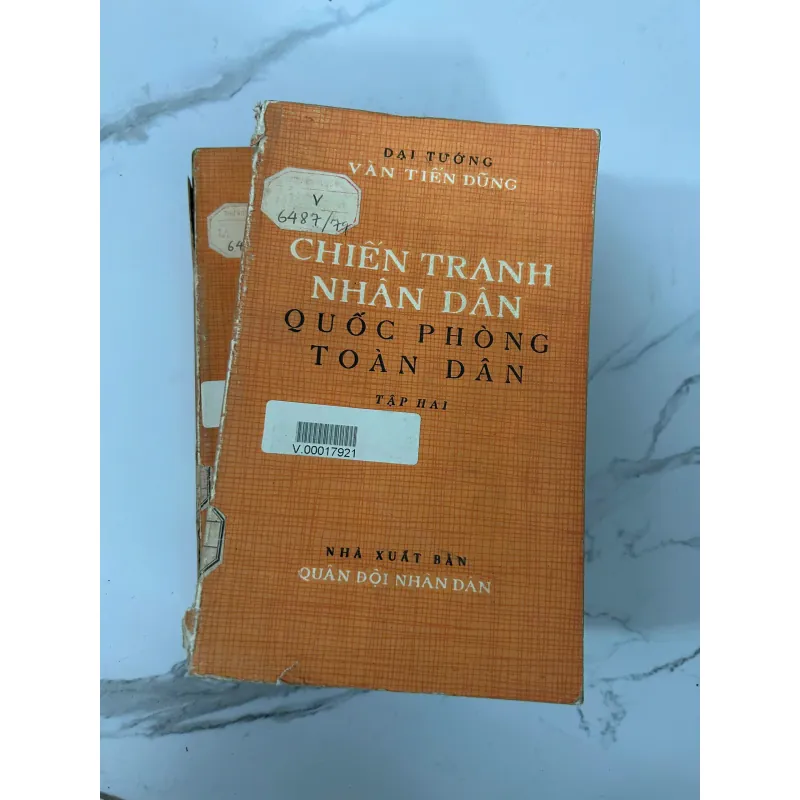 ĐẠI TƯỚNG
VĂN TIẾN DŨNG
V
6487/79
CHIẾN TRANH
NHÂN DÂN
QUỐC PHÒNG
TOÀN DÂN
TẬP HAI
V.00017921
NHÀ XUẤT BẢN
QUÂN ĐỘI NHÂN DÂN
64